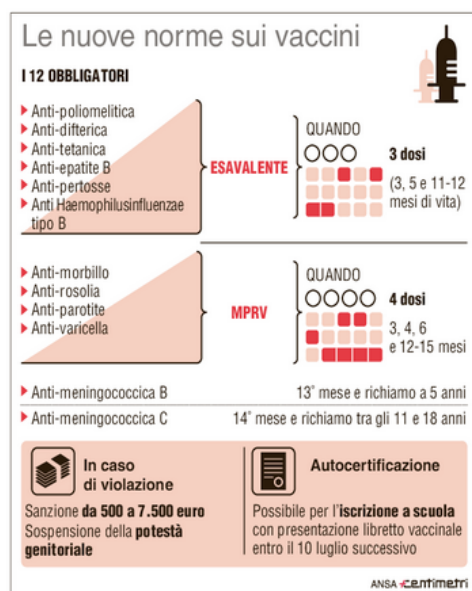 Le nuove norme sui vaccini
I 12 OBBLIGATORI
Anti-poliomelitica
Anti-difterica
Anti-tetanica
Anti-epatite B
Anti-pertosse
Anti Haemophilusinfluenzae
tipo B
ESAVALENTE
QUANDO
3 dosi
(3, 5 e 11-12
mesi di vita)
Anti-morbillo
Anti-rosolia
Anti-parotite
Anti-varicella
MPRV
QUANDO
4 dosi
3, 4, 6
e 12-15 mesi
Anti-meningococcica B 13° mese e richiamo a 5 anni
Anti-meningococcica C 14° mese e richiamo tra gli 11 e 18 anni
In caso
di violazione
Sanzione da 500 a 7.500 euro
Sospensione della potestà
genitoriale
Autocertificazione
Possibile per l'iscrizione a scuola
con presentazione libretto vaccinale
entro il 10 luglio successivo
ANSA centimetri